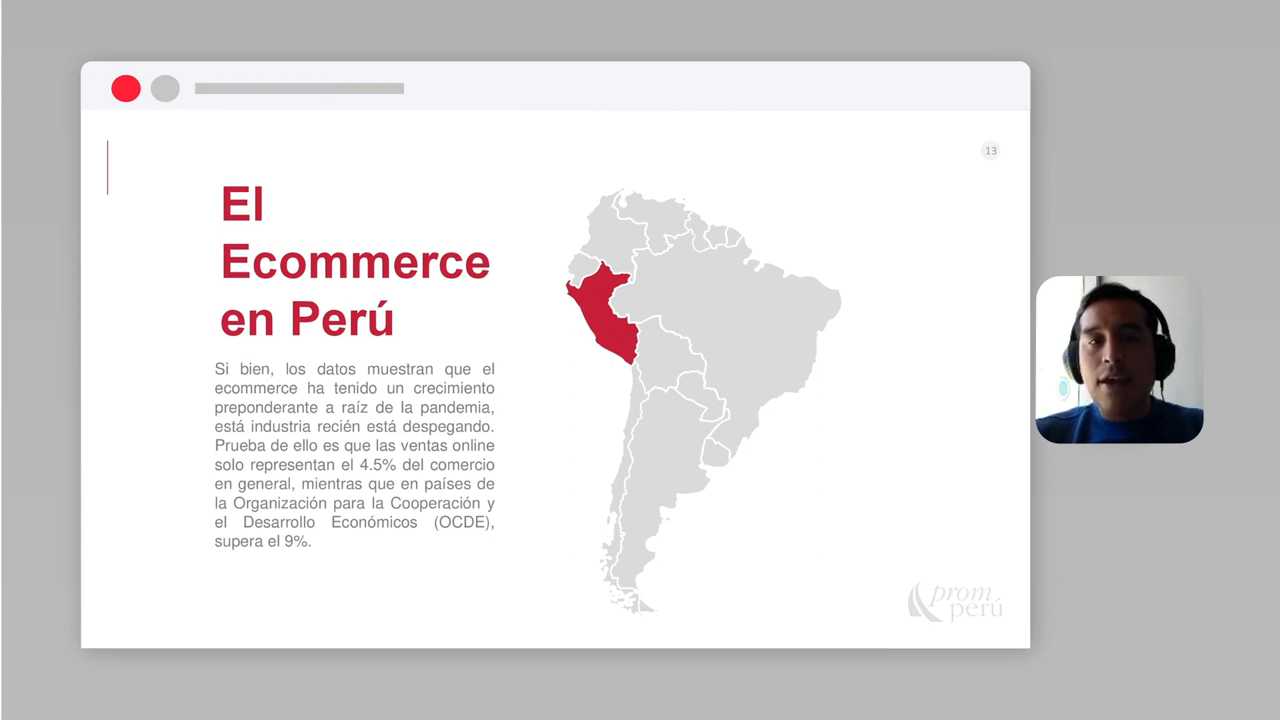 13
El
Ecommerce
en Perú
Si bien, los datos muestran que el
ecommerce ha tenido un crecimiento
preponderante a raíz de la pandemia,
está industria recién está despegando.
Prueba de ello es que las ventas online
solo representan el 4.5% del comercio
en general, mientras que en países de
la Organización para la Cooperación y
el Desarrollo Económicos (OCDE),
supera el 9%.
prom
perú